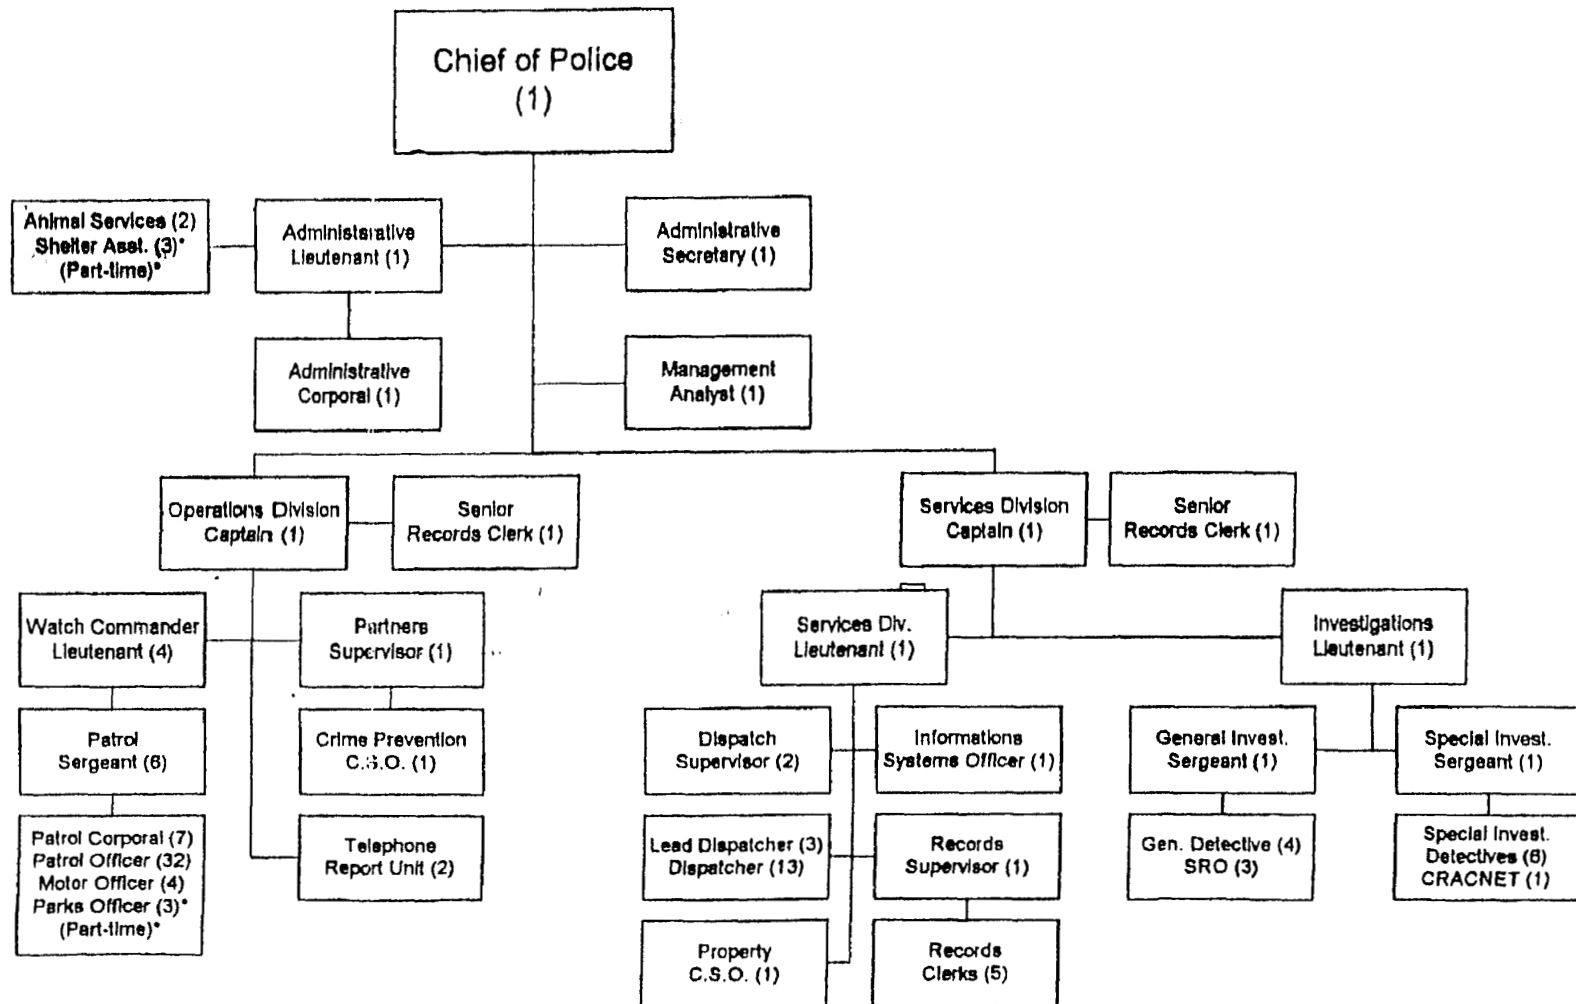 Chief of Police
(1)
Animal Services (2)
Shelter Asst. (3)*
(Part-time)*
Administrative
Lieutenant (1)
Administrative
Secretary (1)
Administrative
Corporal (1)
Management
Analyst (1)
Operations Division
Captain (1)
Senior
Records Clerk (1)
Services Division
Captain (1)
Senior
Records Clerk (1)
Watch Commander
Lieutenant (4)
Partners
Supervisor (1)
Services Div.
Lieutenant (1)
Investigations
Lieutenant (1)
Patrol
Sergeant (6)
Crime Prevention
C.S.O. (1)
Dispatch
Supervisor (2)
Informations
Systems Officer (1)
General Invest.
Sergeant (1)
Special Invest.
Sergeant (1)
Patrol Corporal (7)
Patrol Officer (32)
Motor Officer (4)
Parks Officer (3)*
(Part-time)*
Telephone
Report Unit (2)
Lead Dispatcher (3)
Dispatcher (13)
Records
Supervisor (1)
Gen. Detective (4)
SRO (3)
Special Invest.
Detectives (6)
CRACNET (1)
Property
C.S.O. (1)
Records
Clerks (5)